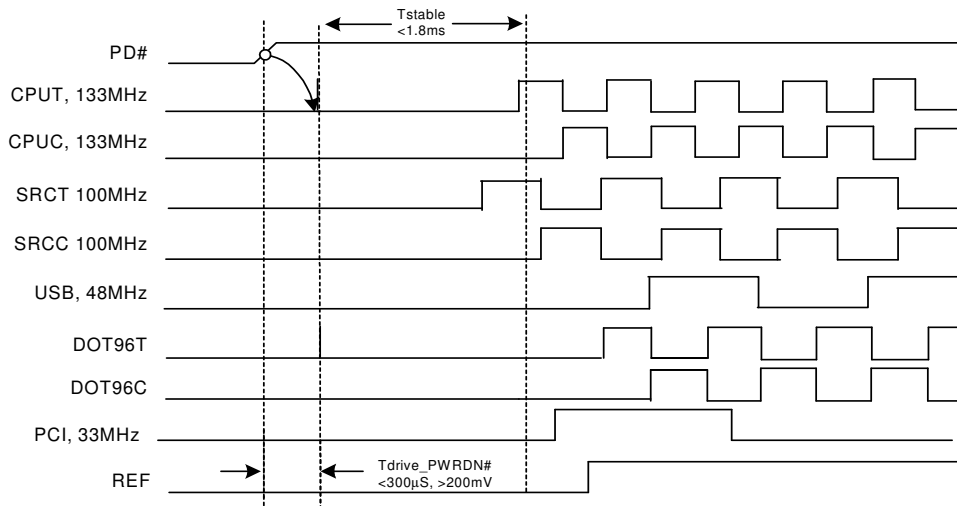 Tstable
<1.8ms
PD#
CPUT, 133MHz
CPUC, 133MHz
SRCT 100MHz
SRCC 100MHz
USB, 48MHz
DOT96T
DOT96C
PCI, 33MHz
Tdrive_PWRDN#
<300µS, >200mV
REF